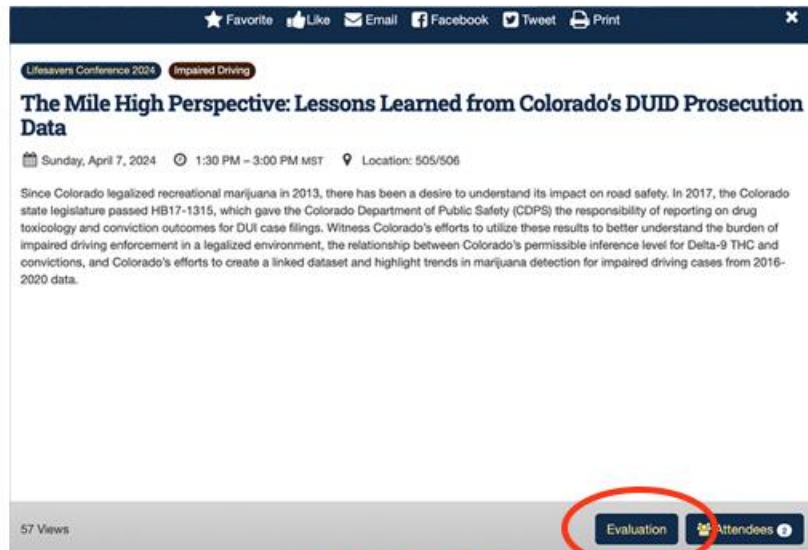 Favorite Like Email Facebook Tweet Print
Lifesavers Conference 2024 Impaired Driving
The Mile High Perspective: Lessons Learned from Colorado's DUID Prosecution
Data
Sunday, April 7, 2024 1:30 PM – 3:00 PM MST Location: 505/506
Since Colorado legalized recreational marijuana in 2013, there has been a desire to understand its impact on road safety. In 2017, the Colorado
state legislature passed HB17-1315, which gave the Colorado Department of Public Safety (CDPS) the responsibility of reporting on drug
toxicology and conviction outcomes for DUI case filings. Witness Colorado's efforts to utilize these results to better understand the burden of
impaired driving enforcement in a legalized environment, the relationship between Colorado's permissible inference level for Delta-9 THC and
convictions, and Colorado's efforts to create a linked dataset and highlight trends in marijuana detection for impaired driving cases from 2016-
2020 data.
57 Views Evaluation Attendees 2